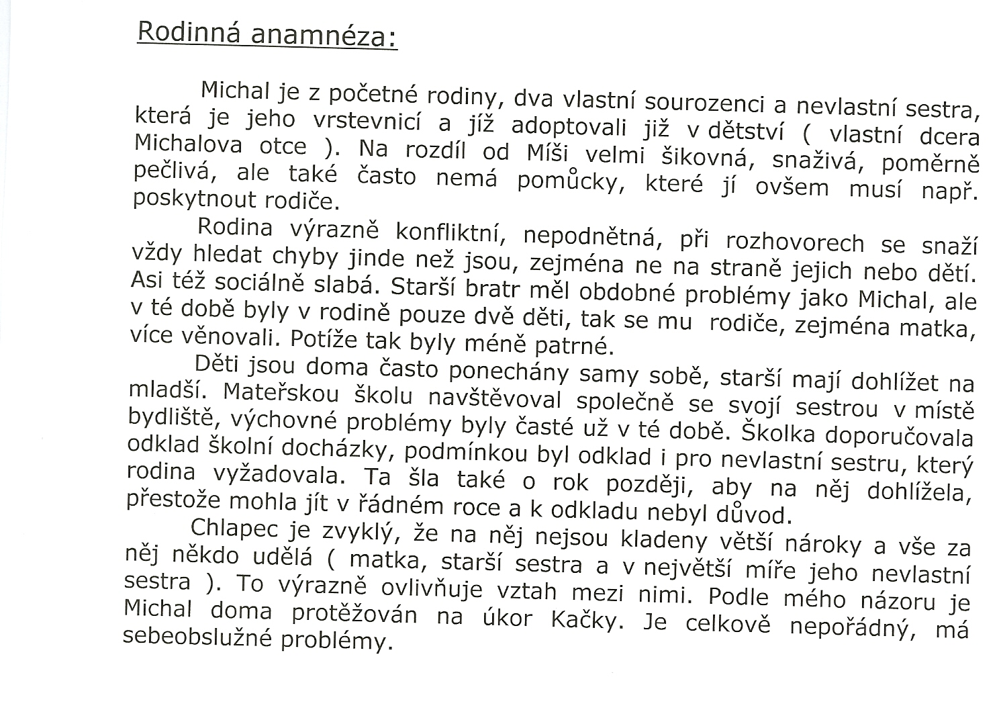 Rodinná anamnéza:
Michal je z početné rodiny, dva vlastní sourozenci a nevlastní sestra,
která je jeho vrstevnicí a jíž adoptovali již v dětství ( vlastní dcera
Michalova otce ). Na rozdíl od Míši velmi šikovná, snaživá, poměrně
pečlivá, ale také často nemá pomůcky, které jí ovšem musí např.
poskytnout rodiče.
Rodina výrazně konfliktní, nepodnětná, při rozhovorech se snaží
vždy hledat chyby jinde než jsou, zejména ne na straně jejich nebo dětí.
Asi též sociálně slabá. Starší bratr měl obdobné problémy jako Michal, ale
v té době byly v rodině pouze dvě děti, tak se mu rodiče, zejména matka,
více věnovali. Potíže tak byly méně patrné.
Děti jsou doma často ponechány samy sobě, starší mají dohlížet na
mladší. Mateřskou školu navštěvoval společně se svojí sestrou v místě
bydliště, výchovné problémy byly časté už v té době. Školka doporučovala
odklad školní docházky, podmínkou byl odklad i pro nevlastní sestru, který
rodina vyžadovala. Ta šla také o rok později, aby na něj dohlížela,
přestože mohla jít v řádném roce a k odkladu nebyl důvod.
Chlapec je zvyklý, že na něj nejsou kladeny větší nároky a vše za
něj někdo udělá ( matka, starší sestra a v největší míře jeho nevlastní
sestra ). To výrazně ovlivňuje vztah mezi nimi. Podle mého názoru je
Michal doma protěžován na úkor Kačky. Je celkově nepořádný, má
sebeobslužné problémy.